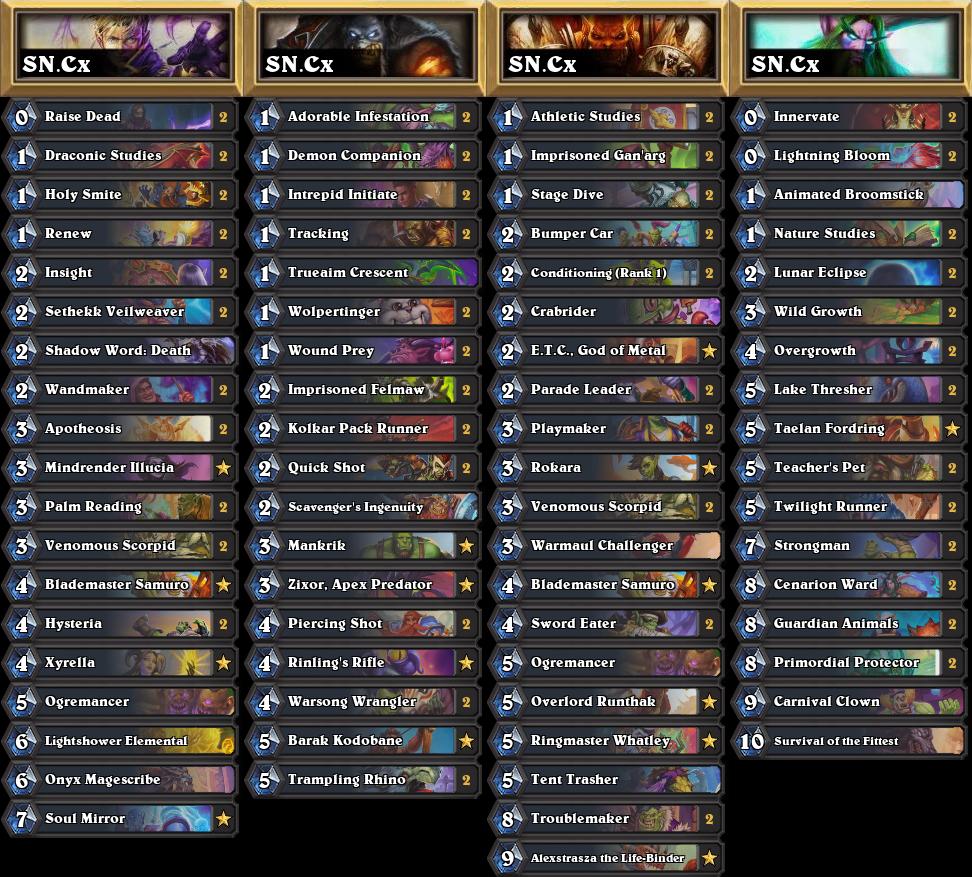 SN.Cx
0 Raise Dead 2
1 Draconic Studies 2
1 Holy Smite 2
1 Renew 2
2 Insight 2
2 Sethekk Veilweaver 2
2 Shadow Word: Death
2 Wandmaker 2
3 Apotheosis 2
3 Mindrender Illucia
3 Palm Reading 2
3 Venomous Scorpid 2
4 Blademaster Samuro
4 Hysteria 2
4 Xyrella
5 Ogremancer
6 Lightshower Elemental
6 Onyx Magescribe
7 Soul Mirror
SN.Cx
1 Adorable Infestation 2
1 Demon Companion 2
1 Intrepid Initiate 2
1 Tracking 2
1 Trueaim Crescent
1 Wolpertinger 2
1 Wound Prey 2
2 Imprisoned Felmaw 2
2 Kolkar Pack Runner 2
2 Quick Shot 2
2 Scavenger's Ingenuity
3 Mankrik
3 Zixor, Apex Predator
4 Piercing Shot 2
4 Rinling's Rifle
4 Warsong Wrangler 2
5 Barak Kodobane
5 Trampling Rhino 2
SN.Cx
1 Athletic Studies 2
1 Imprisoned Gan'arg 2
1 Stage Dive 2
2 Bumper Car 2
2 Conditioning (Rank 1) 2
2 Crabrider
2 E.T.C., God of Metal
2 Parade Leader 2
3 Playmaker 2
3 Rokara
3 Venomous Scorpid 2
3 Warmaul Challenger
4 Blademaster Samuro
4 Sword Eater 2
5 Ogremancer
5 Overlord Runthak
5 Ringmaster Whatley
5 Tent Trasher
8 Troublemaker 2
9 Alexstrasza the Life-Binder
SN.Cx
0 Innervate 2
0 Lightning Bloom 2
1 Animated Broomstick
1 Nature Studies 2
2 Lunar Eclipse 2
3 Wild Growth 2
4 Overgrowth 2
5 Lake Thresher 2
5 Taelan Fordring
5 Teacher's Pet 2
5 Twilight Runner 2
7 Strongman 2
8 Cenarion Ward 2
8 Guardian Animals 2
8 Primordial Protector 2
9 Carnival Clown
10 Survival of the Fittest